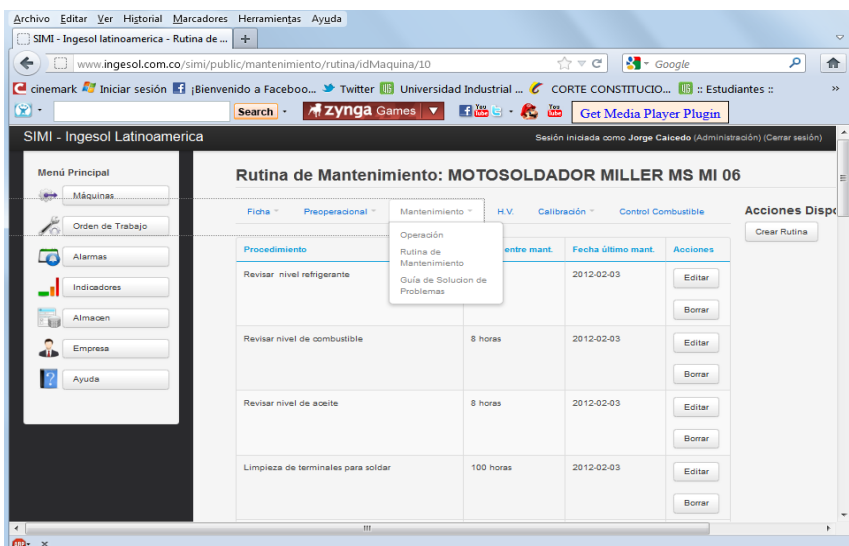 Archivo Editar Ver Historial Marcadores Herramientas Ayuda
SIMI - Ingesol latinoamerica - Rutina de ... +
www.ingesol.com.co/simi/public/mantenimiento/rutina/idMaquina/10
Google
cinemark Iniciar sesión ¡Bienvenido a Faceboo... Twitter Universidad Industrial ... CORTE CONSTITUCIO... :: Estudiantes :: »
Search zynga Games You Tube You Tube Get Media Player Plugin
SIMI - Ingesol Latinoamerica
Sesión iniciada como Jorge Caicedo (Administración) (Cerrar sesión)
Menú Principal
Máquinas
Orden de Trabajo
Alarmas
Indicadores
Almacen
Empresa
Ayuda
Rutina de Mantenimiento: MOTOSOLDADOR MILLER MS MI 06
Ficha Preoperacional Mantenimiento H.V. Calibración Control Combustible
Operación
Rutina de
Mantenimiento
Guía de Solucion de
Problemas
Acciones Dispo
Crear Rutina
Procedimiento entre mant. Fecha último mant. Acciones
Revisar nivel refrigerante 2012-02-03 Editar
Borrar
Revisar nivel de combustible 8 horas 2012-02-03 Editar
Borrar
Revisar nivel de aceite 8 horas 2012-02-03 Editar
Borrar
Limpieza de terminales para soldar 100 horas 2012-02-03 Editar
Borrar
ABP